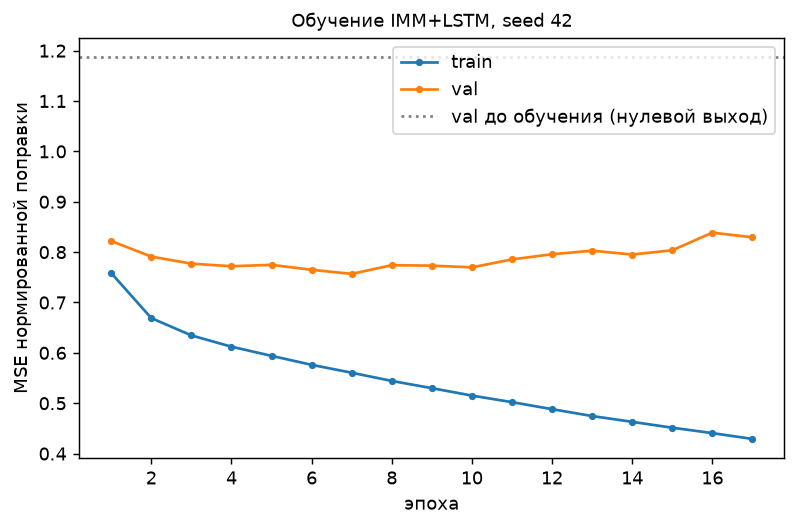 Обучение IMM+LSTM, seed 42
train
val
val до обучения (нулевой выход)
MSE нормированной поправки
1.2
1.1
1.0
0.9
0.8
0.7
0.6
0.5
0.4
2 4 6 8 10 12 14 16
эпоха